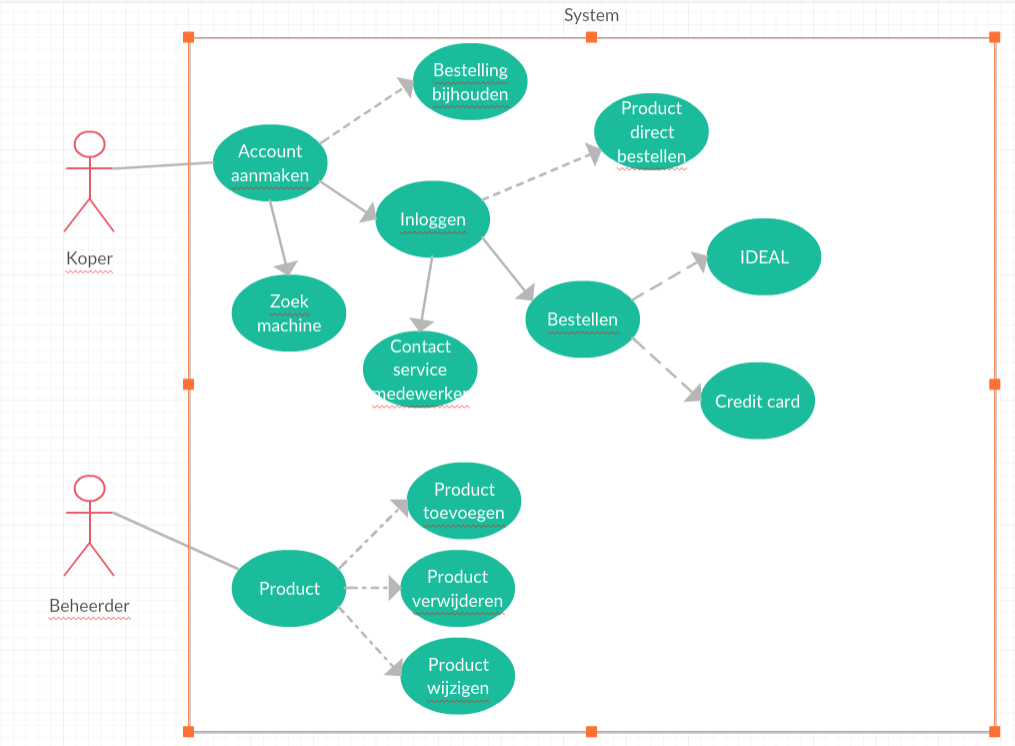 System
Bestelling
bijhouden
Product
direct
bestellen
Account
aanmaken
Inloggen
Koper
IDEAL
Zoek
machine
Bestellen
Contact
service
medewerker
Credit card
Product
toevoegen
Product
Product
verwijderen
Beheerder
Product
wijzigen